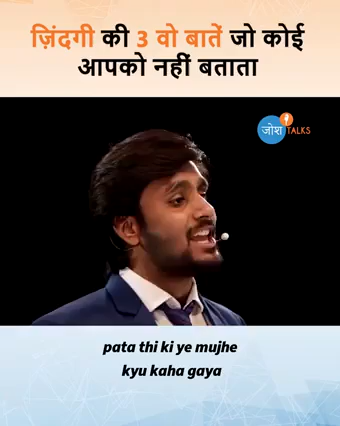 ज़िंदगी की 3 वो बातें जो कोई
आपको नहीं बताता
जोश TALKS
pata thi ki ye mujhe
kyu kaha gaya